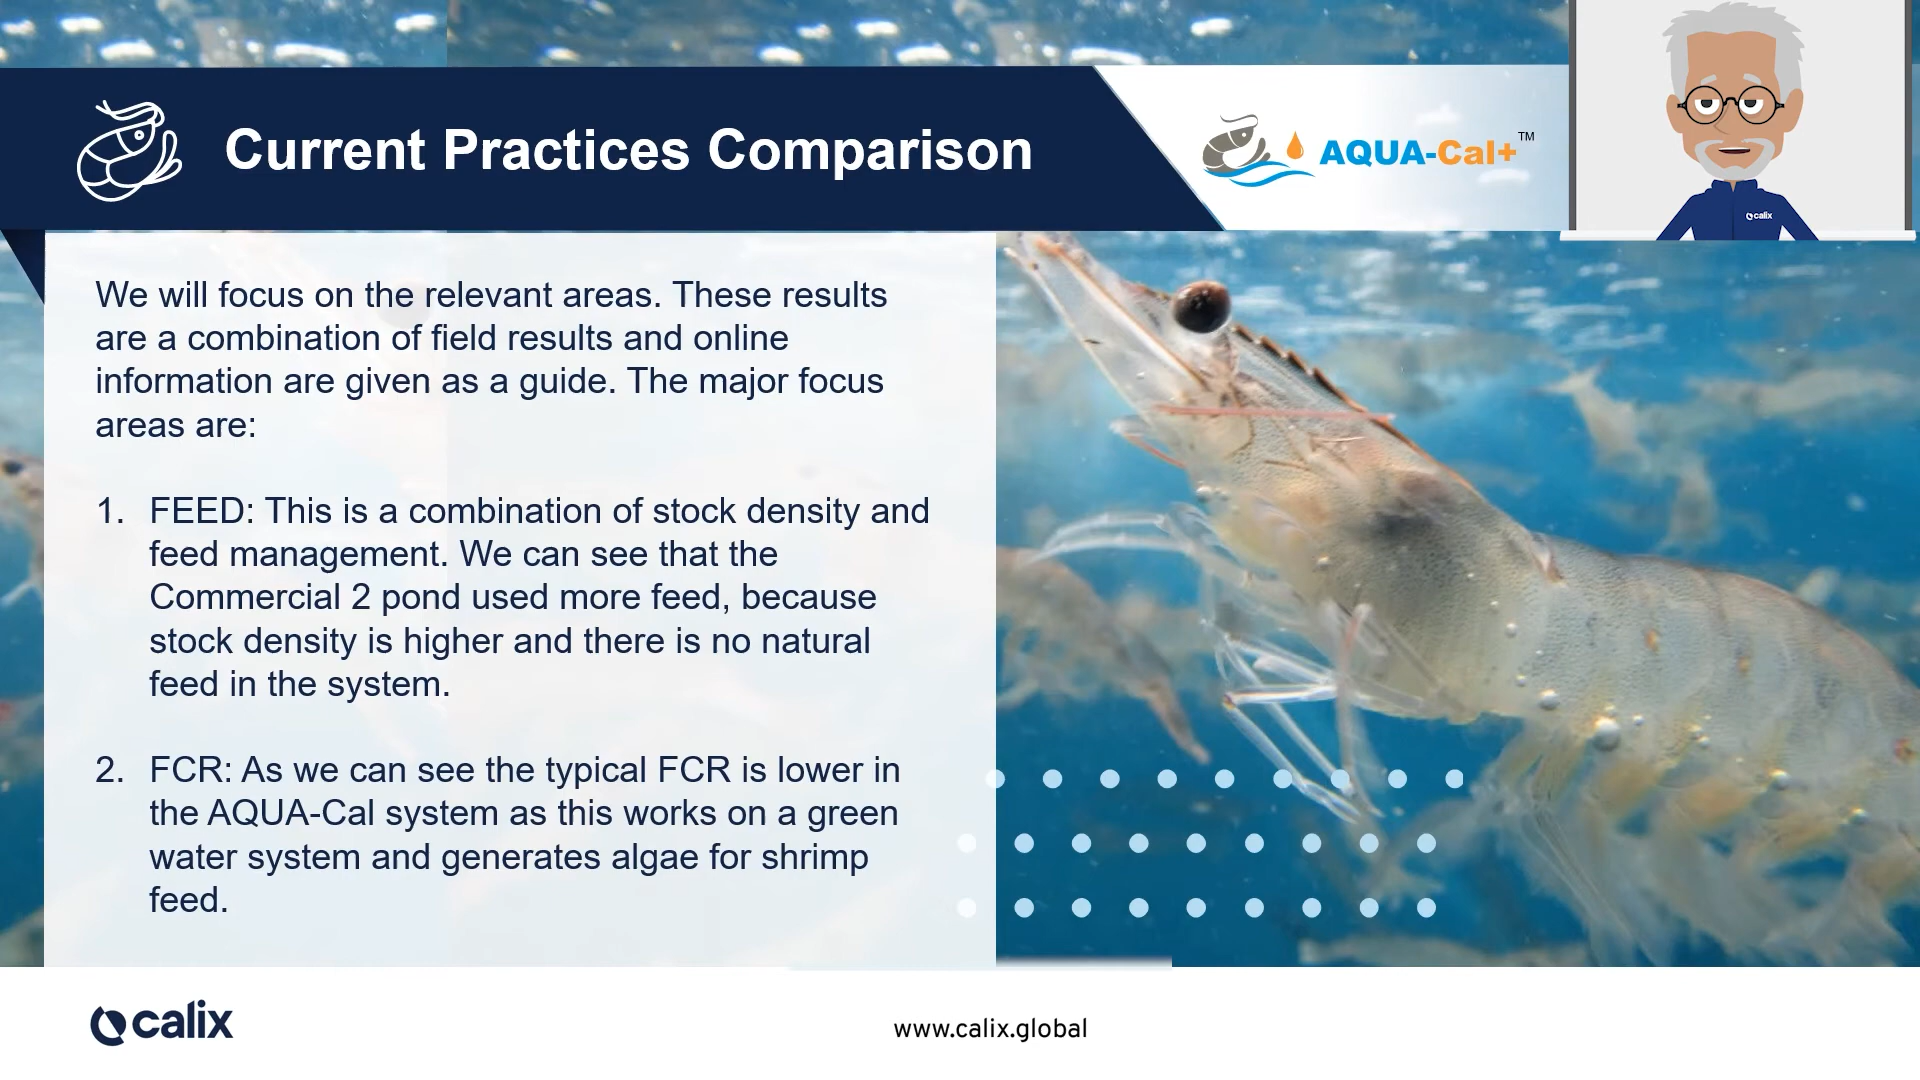 Current Practices Comparison
AQUA-Cal+™
calix
We will focus on the relevant areas. These results
are a combination of field results and online
information are given as a guide. The major focus
areas are:
1. FEED: This is a combination of stock density and
feed management. We can see that the
Commercial 2 pond used more feed, because
stock density is higher and there is no natural
feed in the system.
2. FCR: As we can see the typical FCR is lower in
the AQUA-Cal system as this works on a green
water system and generates algae for shrimp
feed.
calix
www.calix.global